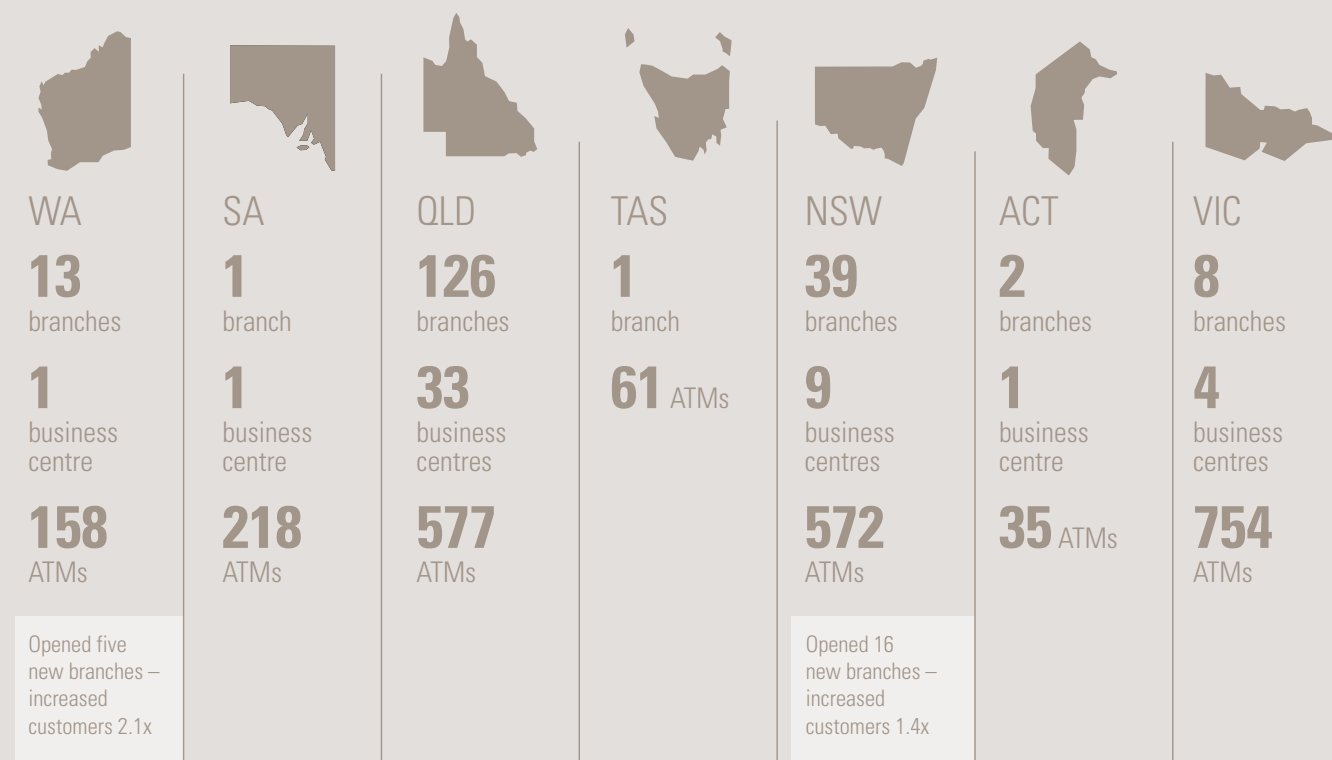 WA
13
branches
1
business
centre
158
ATMs
Opened five
new branches –
increased
customers 2.1x
SA
1
branch
1
business
centre
218
ATMs
QLD
126
branches
33
business
centres
577
ATMs
TAS
1
branch
61 ATMs
NSW
39
branches
9
business
centres
572
ATMs
Opened 16
new branches –
increased
customers 1.4x
ACT
2
branches
1
business
centre
35 ATMs
VIC
8
branches
4
business
centres
754
ATMs